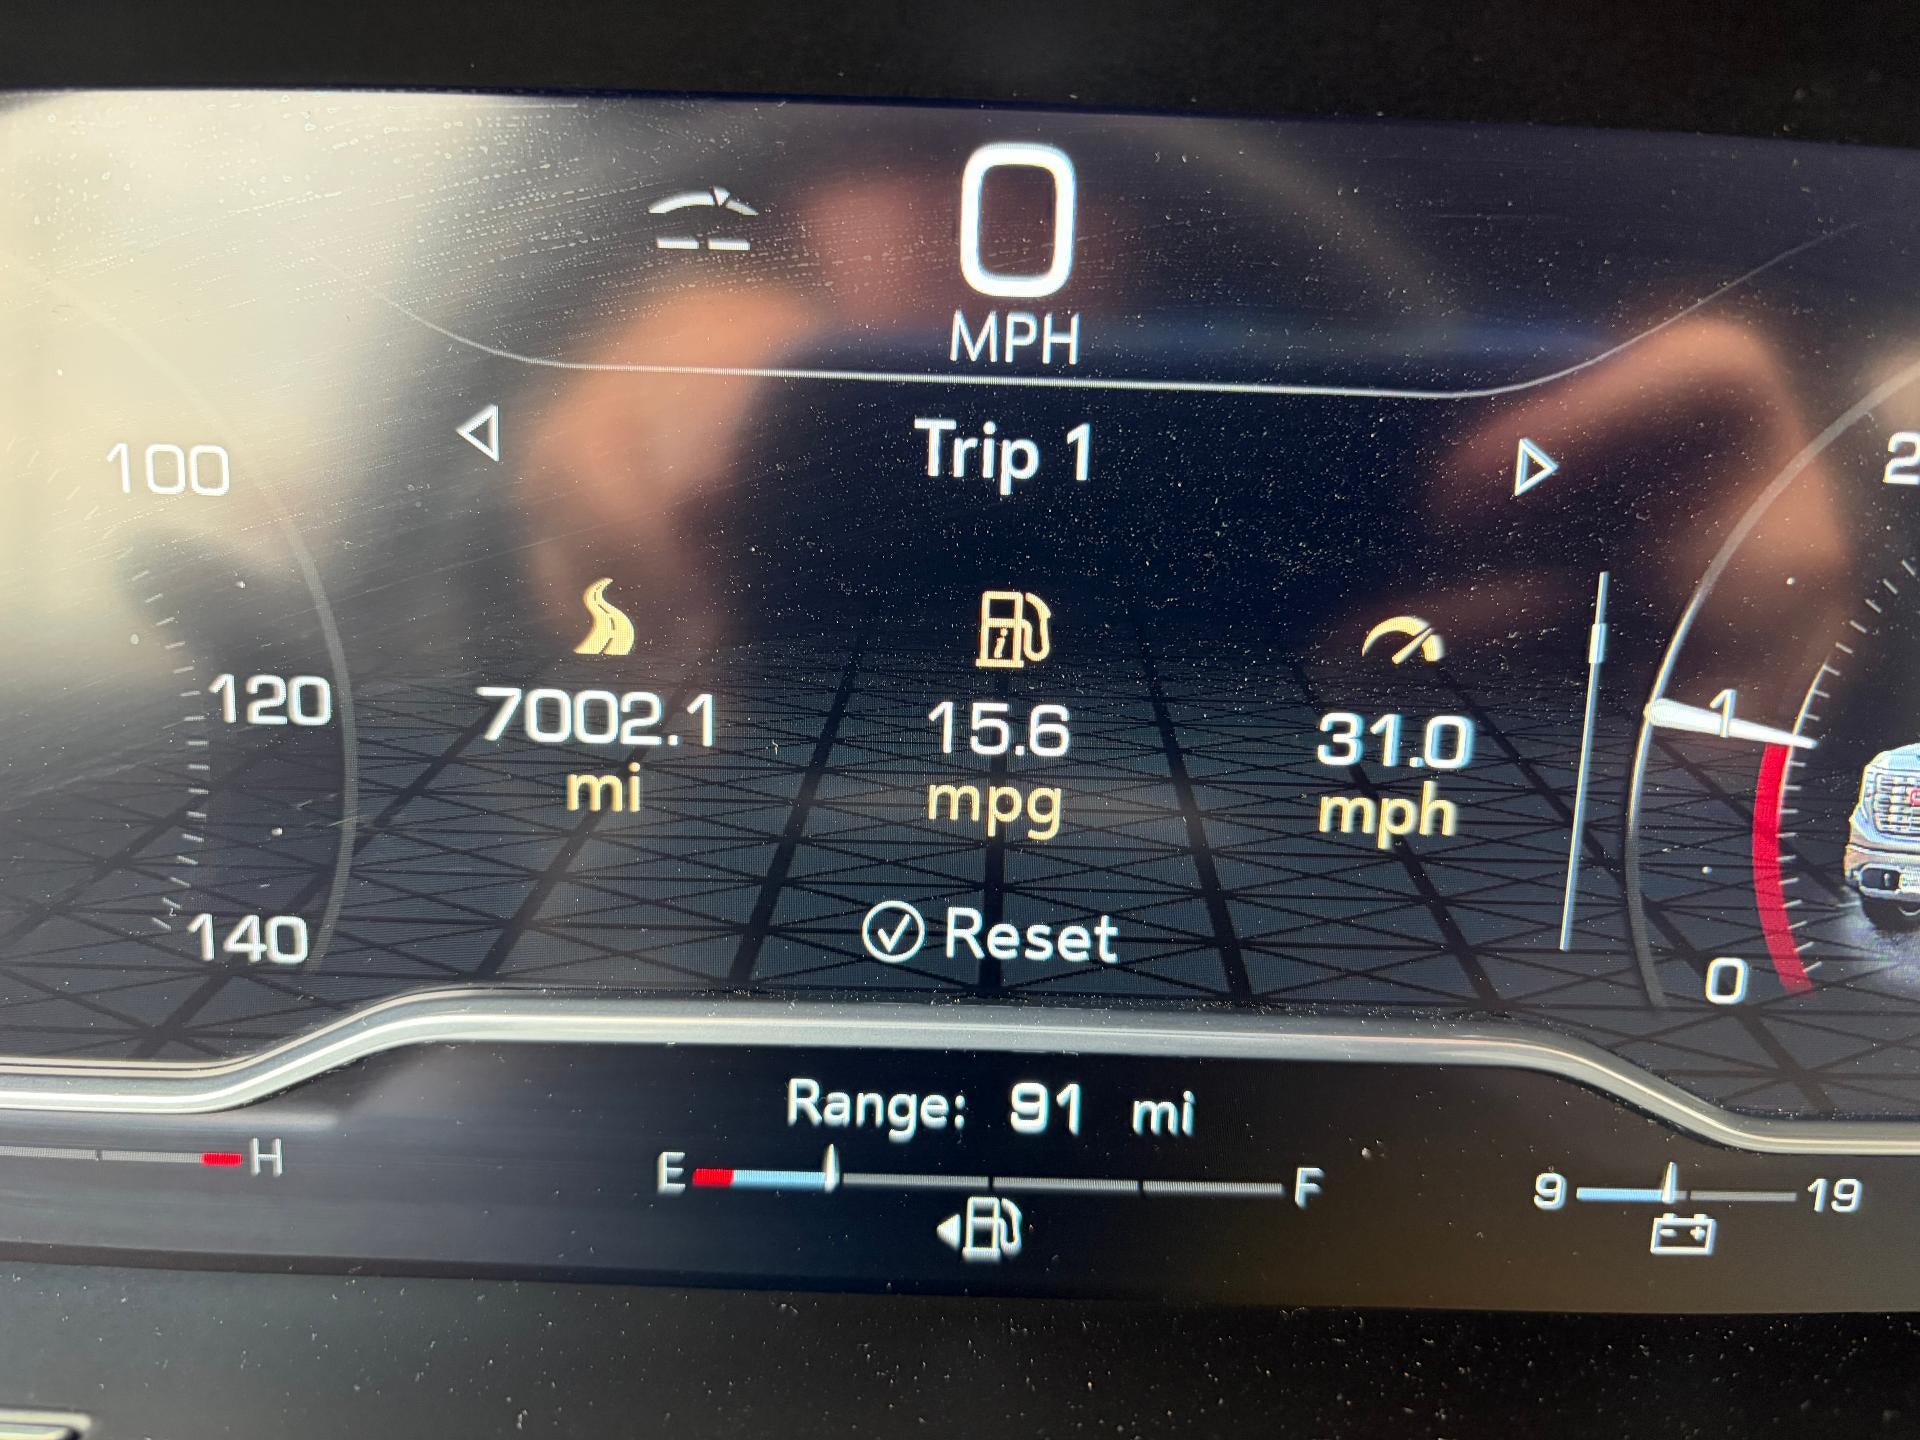 0
MPH
Trip 1
100
120
140
7002.1
mi
15.6
mpg
31.0
mph
Reset
2
1
0
Range: 91 mi
H
E
F
9
19